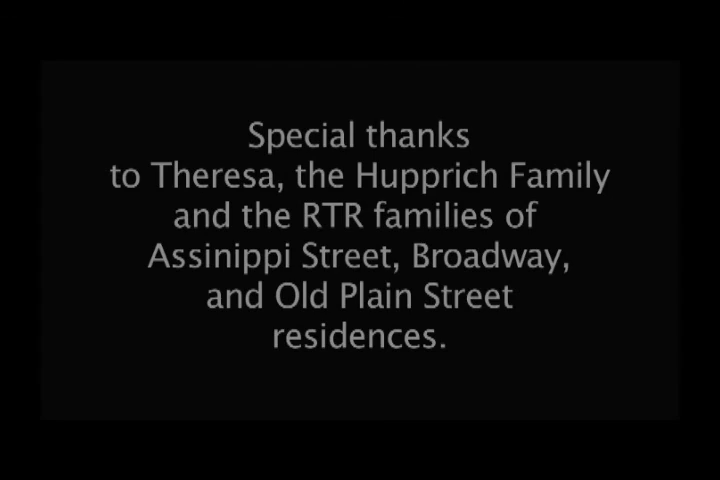 Special thanks
to Theresa, the Hupprich Family
and the RTR families of
Assinippi Street, Broadway,
and Old Plain Street
residences.